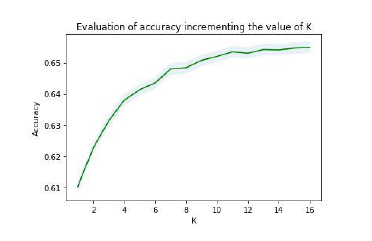 Evaluation of accuracy incrementing the value of K
0.65
0.64
0.63
0.62
0.61
Accuracy
2 4 6 8 10 12 14 16
K